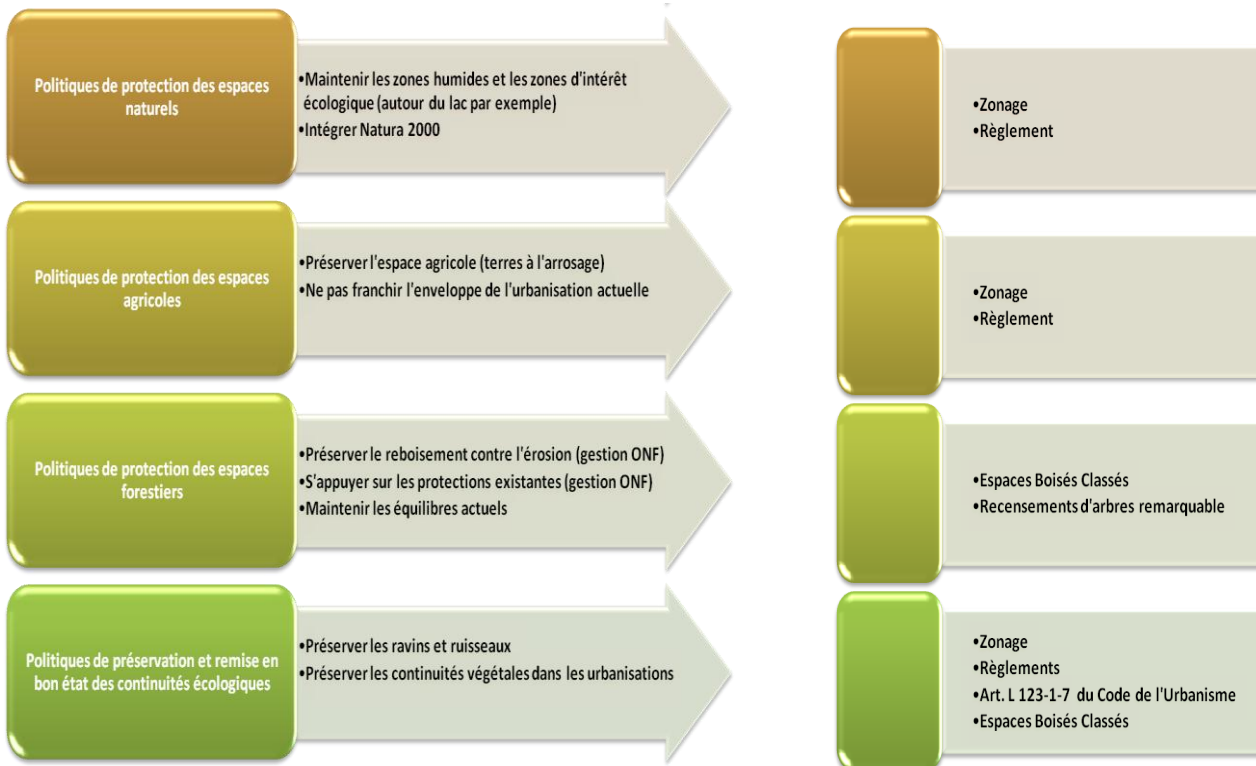 Politiques de protection des espaces
naturels
•Maintenir les zones humides et les zones d'intérêt
écologique (autour du lac par exemple)
•Intégrer Natura 2000
•Zonage
•Règlement
Politiques de protection des espaces
agricoles
•Préserver l'espace agricole (terres à l'arrosage)
•Ne pas franchir l'enveloppe de l'urbanisation actuelle
•Zonage
•Règlement
Politiques de protection des espaces
forestiers
•Préserver le reboisement contre l'érosion (gestion ONF)
•S'appuyer sur les protections existantes (gestion ONF)
•Maintenir les équilibres actuels
•Espaces Boisés Classés
•Recensements d'arbres remarquable
Politiques de préservation et remise en
bon état des continuités écologiques
•Préserver les ravins et ruisseaux
•Préserver les continuités végétales dans les urbanisations
•Zonage
•Règlements
•Art. L 123-1-7 du Code de l'Urbanisme
•Espaces Boisés Classés